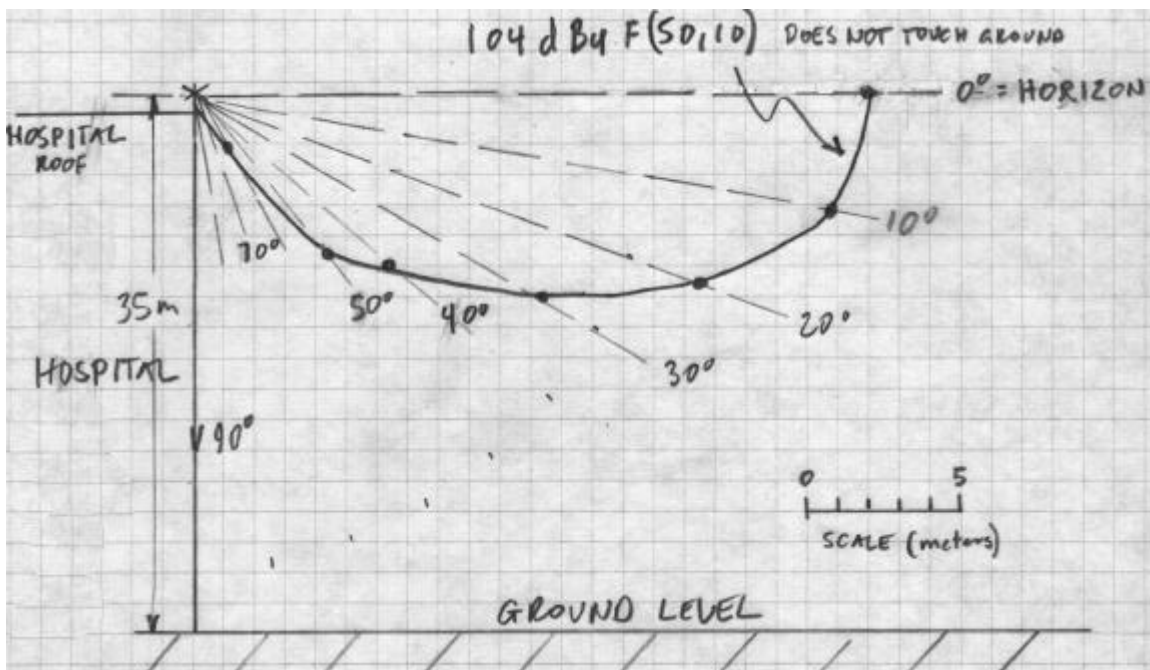 104 dBu F(50,10) DOES NOT TOUCH GROUND
0° = HORIZON
HOSPITAL
ROOF
10°
70°
50°
40°
20°
30°
35m
HOSPITAL
90°
0 5
SCALE (meters)
GROUND LEVEL